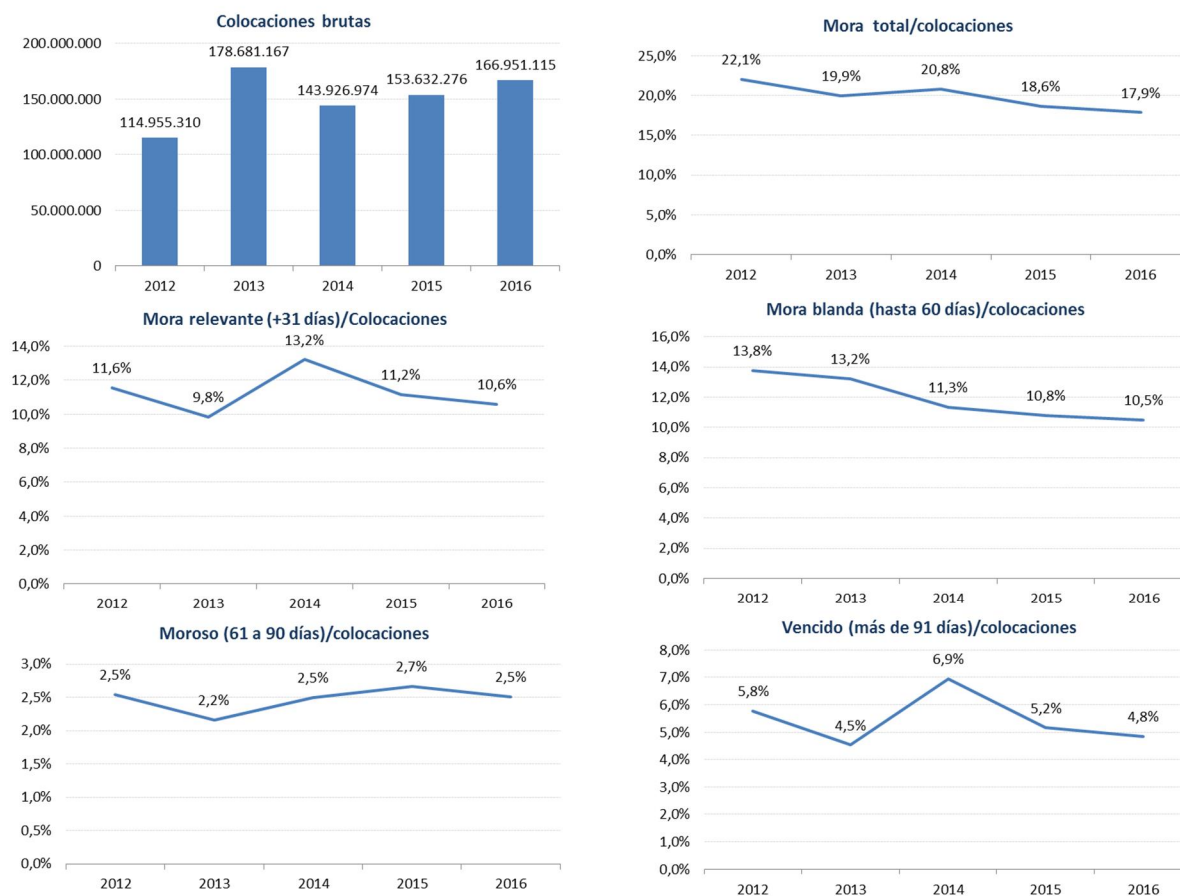 Colocaciones brutas
200.000.000
150.000.000
100.000.000
50.000.000
0
114.955.310
178.681.167
143.926.974
153.632.276
166.951.115
2012 2013 2014 2015 2016
Mora total/colocaciones
25,0%
20,0%
15,0%
10,0%
5,0%
0,0%
22,1% 19,9% 20,8% 18,6% 17,9%
2012 2013 2014 2015 2016
Mora relevante (+31 días)/Colocaciones
14,0%
12,0%
10,0%
8,0%
6,0%
4,0%
2,0%
0,0%
11,6% 9,8% 13,2% 11,2% 10,6%
2012 2013 2014 2015 2016
Mora blanda (hasta 60 días)/colocaciones
16,0%
14,0%
12,0%
10,0%
8,0%
6,0%
4,0%
2,0%
0,0%
13,8% 13,2% 11,3% 10,8% 10,5%
2012 2013 2014 2015 2016
Moroso (61 a 90 días)/colocaciones
3,0%
2,5%
2,0%
1,5%
1,0%
0,5%
0,0%
2,5% 2,2% 2,5% 2,7% 2,5%
2012 2013 2014 2015 2016
Vencido (más de 91 días)/colocaciones
8,0%
7,0%
6,0%
5,0%
4,0%
3,0%
2,0%
1,0%
0,0%
5,8% 4,5% 6,9% 5,2% 4,8%
2012 2013 2014 2015 2016